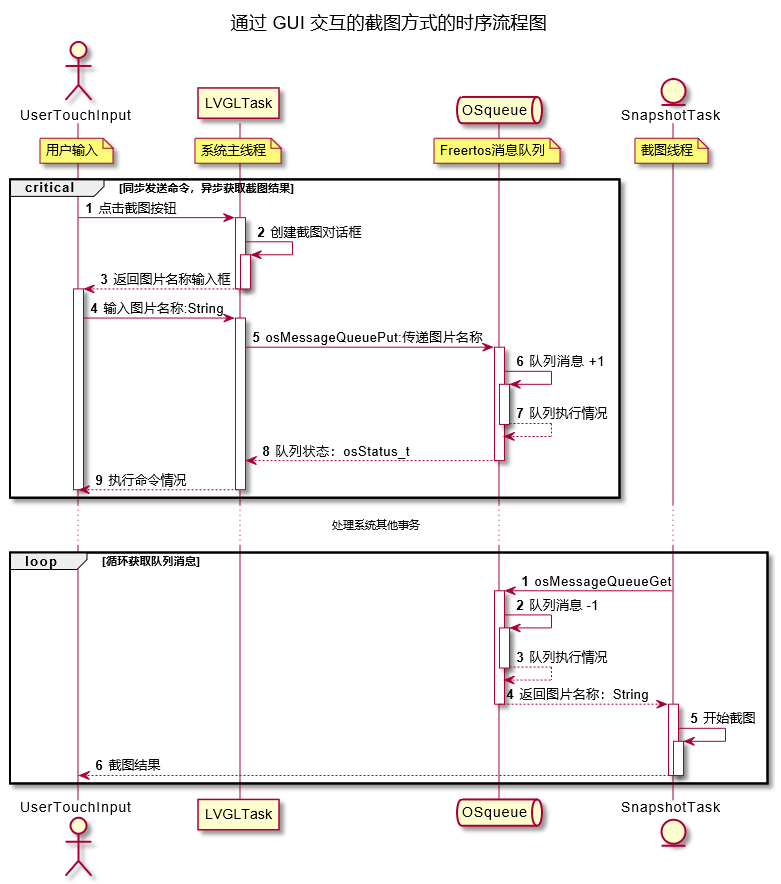 通过 GUI 交互的截图方式的时序流程图
UserTouchInput
LVGLTask
OSqueue
SnapshotTask
用户输入
系统主线程
Freertos消息队列
截图线程
critical [同步发送命令，异步获取截图结果]
1 点击截图按钮
2 创建截图对话框
3 返回图片名称输入框
4 输入图片名称:String
5 osMessageQueuePut:传递图片名称
6 队列消息 +1
7 队列执行情况
8 队列状态：osStatus_t
9 执行命令情况
处理系统其他事务
loop [循环获取队列消息]
1 osMessageQueueGet
2 队列消息 -1
3 队列执行情况
4 返回图片名称：String
5 开始截图
6 截图结果
UserTouchInput
LVGLTask
OSqueue
SnapshotTask